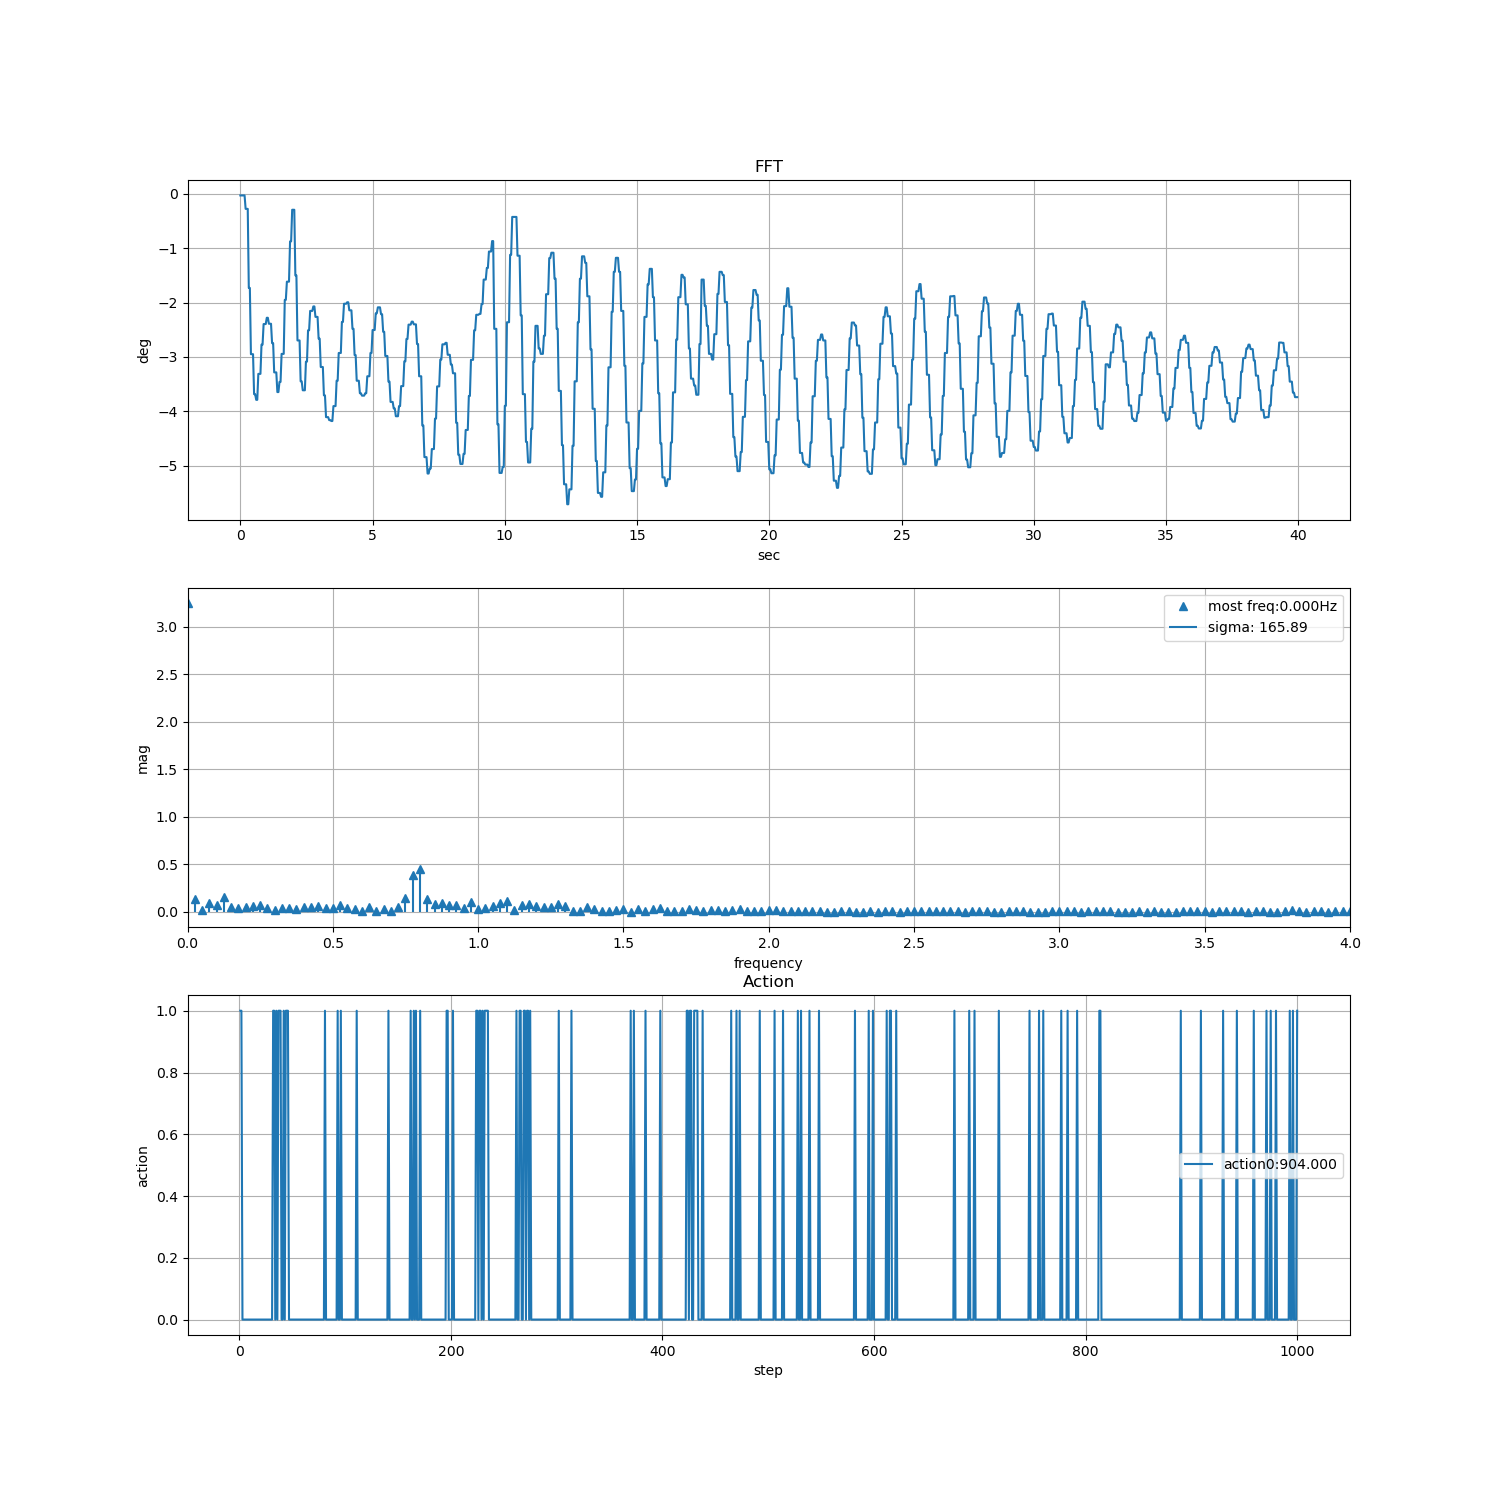 FFT
0
−1
−2
−3
−4
−5
deg
0 5 10 15 20 25 30 35 40
sec
most freq:0.000Hz
sigma: 165.89
3.0
2.5
2.0
1.5
1.0
0.5
0.0
mag
0.0 0.5 1.0 1.5 2.0 2.5 3.0 3.5 4.0
frequency
Action
1.0
0.8
0.6
0.4
0.2
0.0
action
action0:904.000
0 200 400 600 800 1000
step